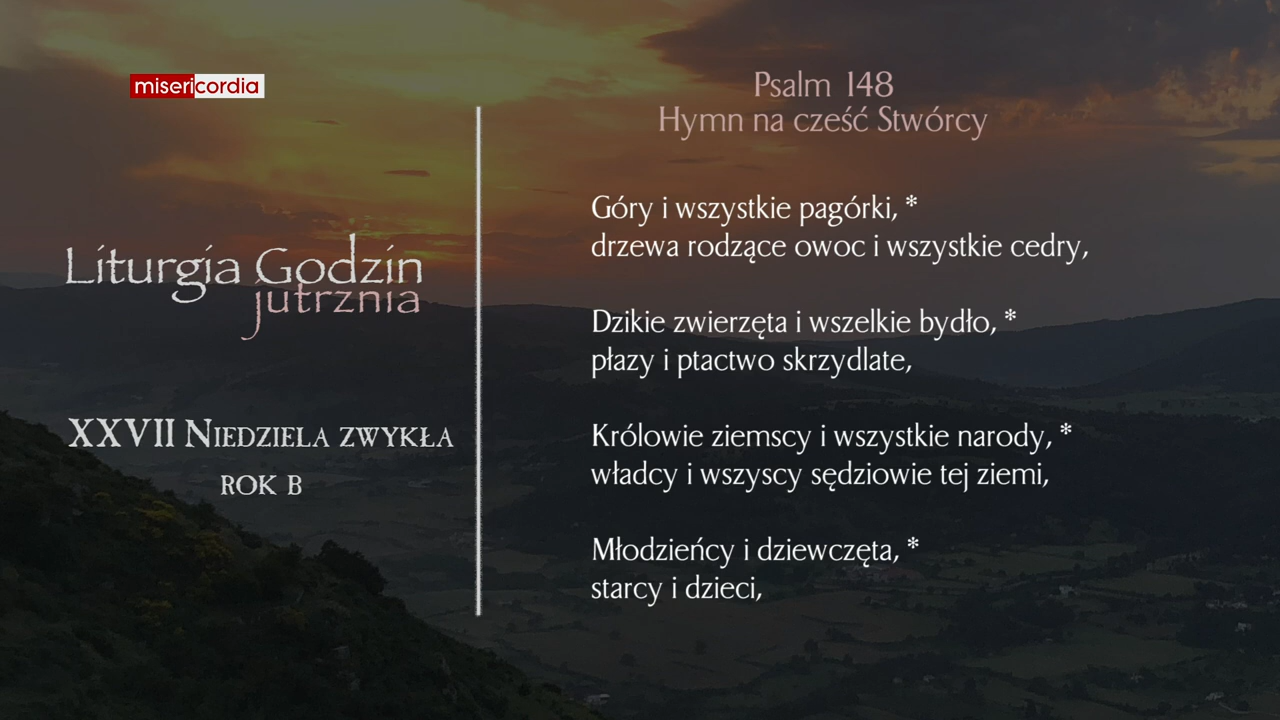 misericordia
Liturgia Godzin
jutrznia
XXVII Niedziela zwykła
rok B
Psalm 148
Hymn na cześć Stwórcy
Góry i wszystkie pagórki, *
drzewa rodzące owoc i wszystkie cedry,
Dzikie zwierzęta i wszelkie bydło, *
płazy i ptactwo skrzydlate,
Królowie ziemscy i wszystkie narody, *
władcy i wszyscy sędziowie tej ziemi,
Młodzieńcy i dziewczęta, *
starcy i dzieci,